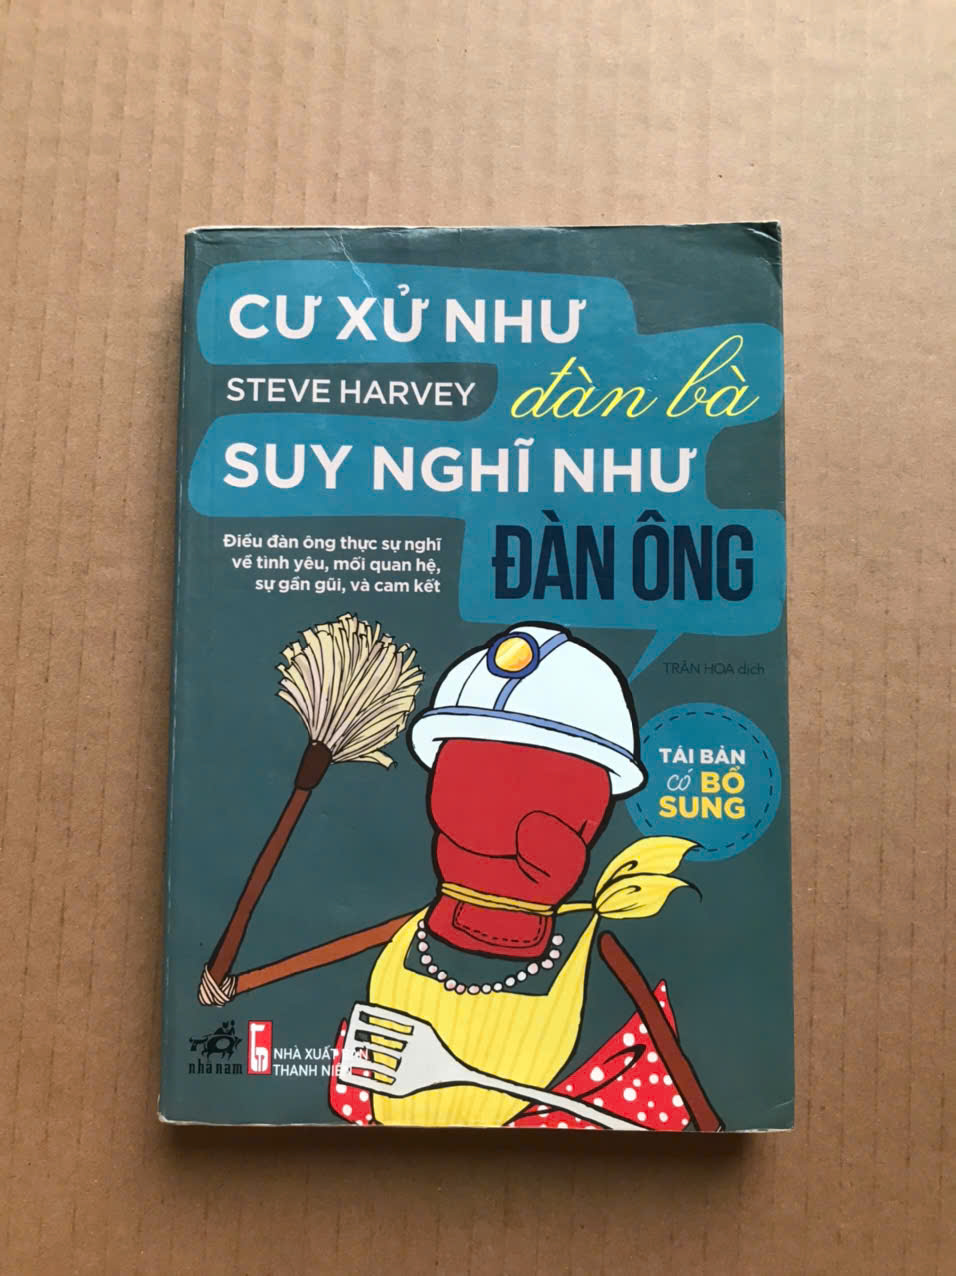 CƯ XỬ NHƯ
đàn bà
STEVE HARVEY
SUY NGHĨ NHƯ
ĐÀN ÔNG
Điều đàn ông thực sự nghĩ
về tình yêu, mối quan hệ,
sự gần gũi, và cam kết
TRẦN HOA dịch
TÁI BẢN
có BỔ
SUNG
nhã nam
NHÀ XUẤT BẢN
THANH NIÊN